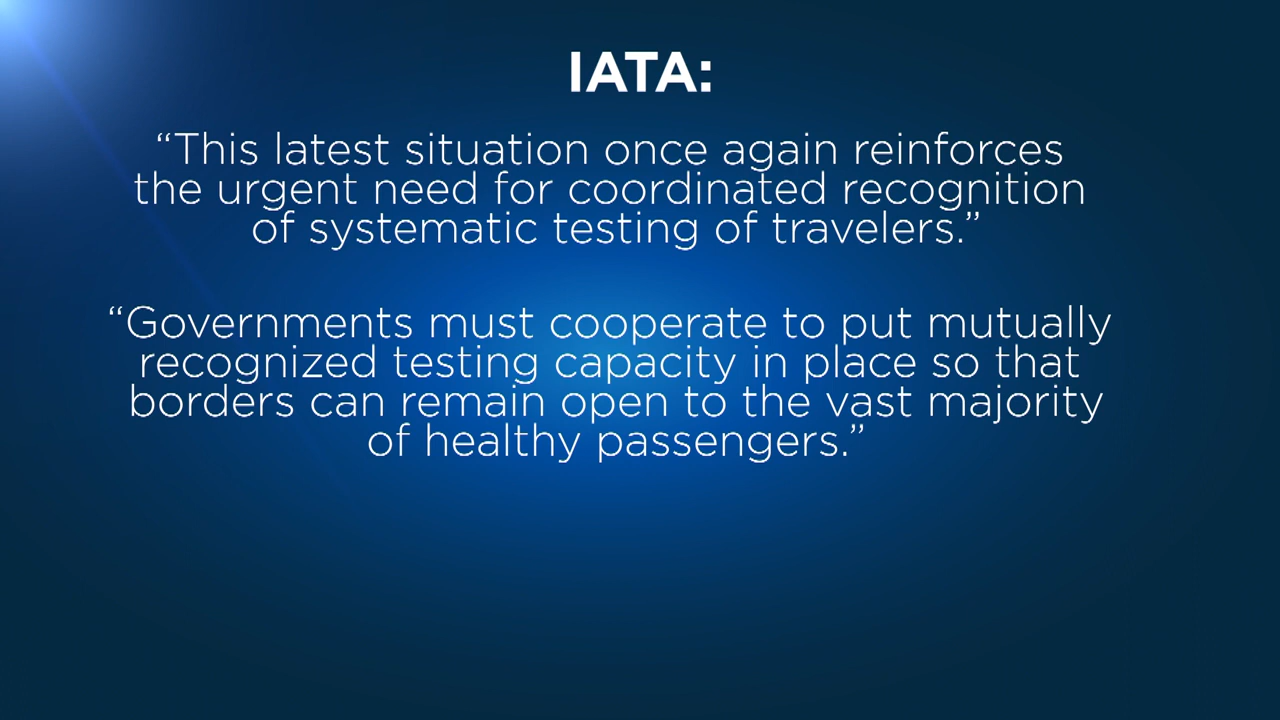 IATA:
“This latest situation once again reinforces
the urgent need for coordinated recognition
of systematic testing of travelers.”
“Governments must cooperate to put mutually
recognized testing capacity in place so that
borders can remain open to the vast majority
of healthy passengers.”